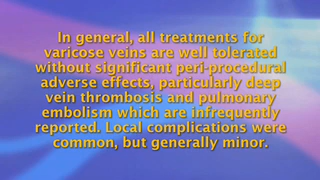 In general, all treatments for
varicose veins are well tolerated
without significant peri-procedural
adverse effects, particularly deep
vein thrombosis and pulmonary
embolism which are infrequently
reported. Local complications were
common, but generally minor.